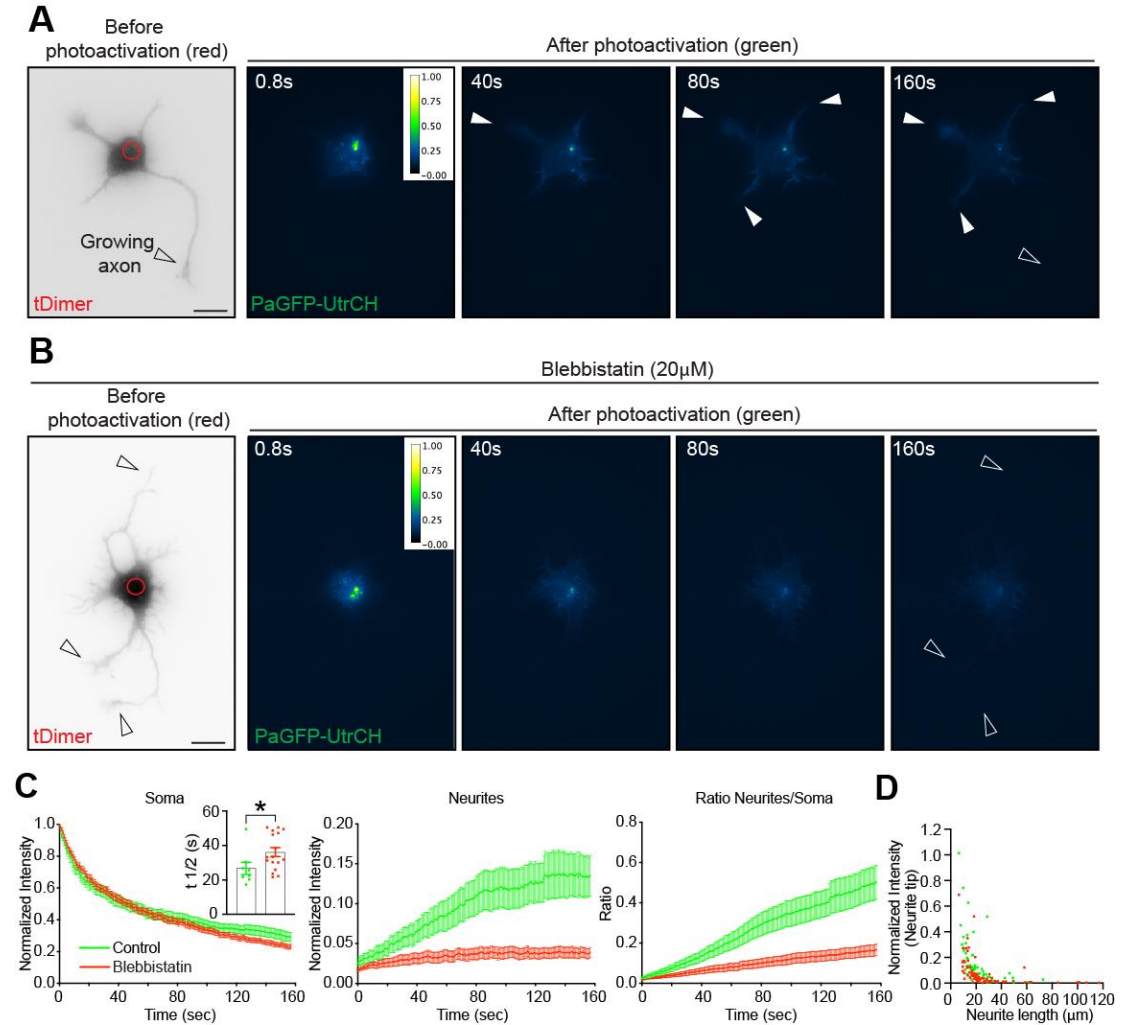 A
Before
photoactivation (red)
After photoactivation (green)
0.8s
1.00
0.75
0.50
0.25
-0.00
40s
80s
160s
Growing
axon
tDimer
PaGFP-UtrCH
B
Blebbistatin (20µM)
Before
photoactivation (red)
After photoactivation (green)
0.8s
1.00
0.75
0.50
0.25
-0.00
40s
80s
160s
tDimer
PaGFP-UtrCH
C
Soma
Normalized Intensity
1.0
0.8
0.6
0.4
0.2
0.0
0 40 80 120 160
Time (sec)
Control
Blebbistatin
t 1/2 (s)
60
40
20
0
*
Neurites
Normalized Intensity
0.20
0.15
0.10
0.05
0.00
0 40 80 120 160
Time (sec)
Ratio Neurites/Soma
Ratio
0.8
0.6
0.4
0.2
0.0
0 40 80 120 160
Time (sec)
D
Normalized Intensity
(Neurite tip)
1.2
1.0
0.8
0.6
0.4
0.2
0.0
0 20 40 60 80 100 120
Neurite length (µm)